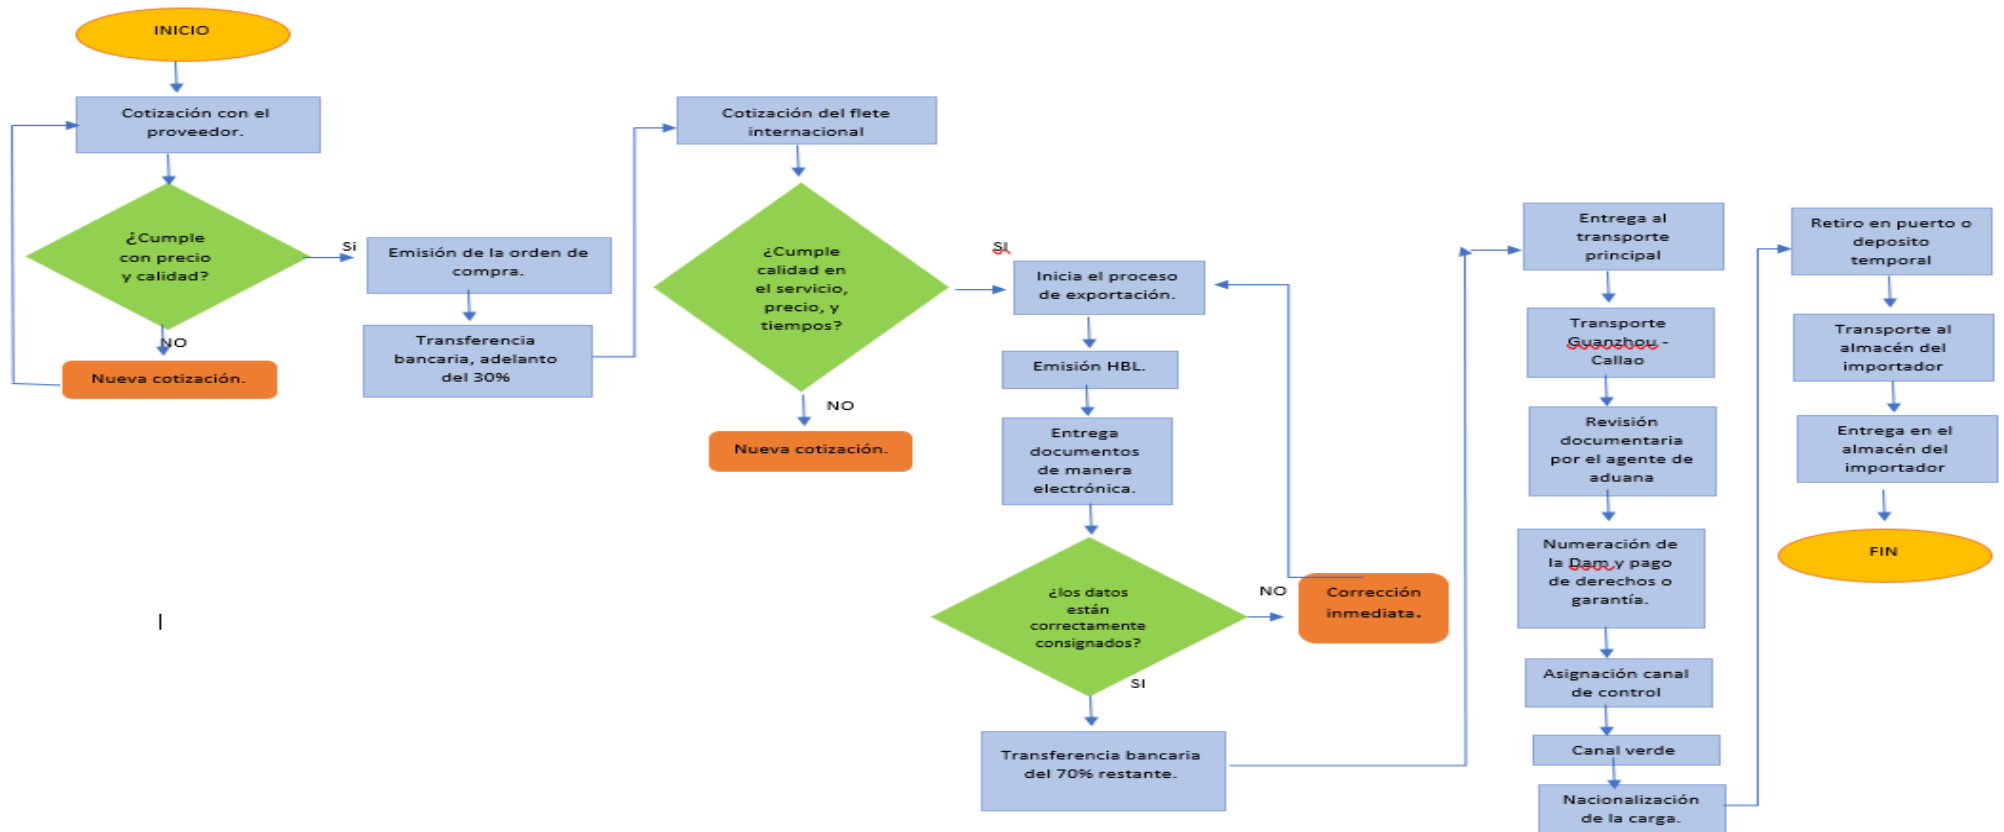 INICIO
Cotización con el
proveedor.
¿Cumple
con precio
y calidad?
Si
NO
Nueva cotización.
Emisión de la orden de
compra.
Transferencia
bancaria, adelanto
del 30%
Cotización del flete
internacional
¿Cumple
calidad en
el servicio,
precio, y
tiempos?
SI
NO
Nueva cotización.
Inicia el proceso
de exportación.
Emisión HBL.
Entrega
documentos
de manera
electrónica.
¿los datos
están
correctamente
consignados?
NO
Corrección
inmediata.
SI
Transferencia bancaria
del 70% restante.
Entrega al
transporte
principal
Transporte
Guanzhou -
Callao
Revisión
documentaria
por el agente de
aduana
Numeración de
la Dam y pago
de derechos o
garantía.
Asignación canal
de control
Canal verde
Nacionalización
de la carga.
Retiro en puerto o
deposito
temporal
Transporte al
almacén del
importador
Entrega en el
almacén del
importador
FIN